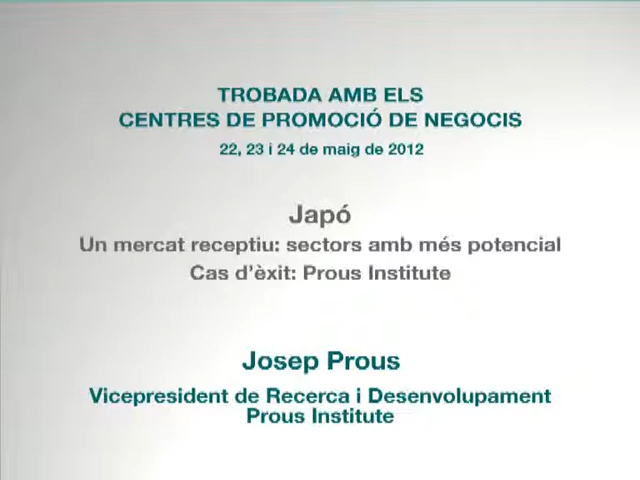 TROBADA AMB ELS
CENTRES DE PROMOCIÓ DE NEGOCIS
22, 23 i 24 de maig de 2012
Japó
Un mercat receptiu: sectors amb més potencial
Cas d'èxit: Prous Institute
Josep Prous
Vicepresident de Recerca i Desenvolupament
Prous Institute